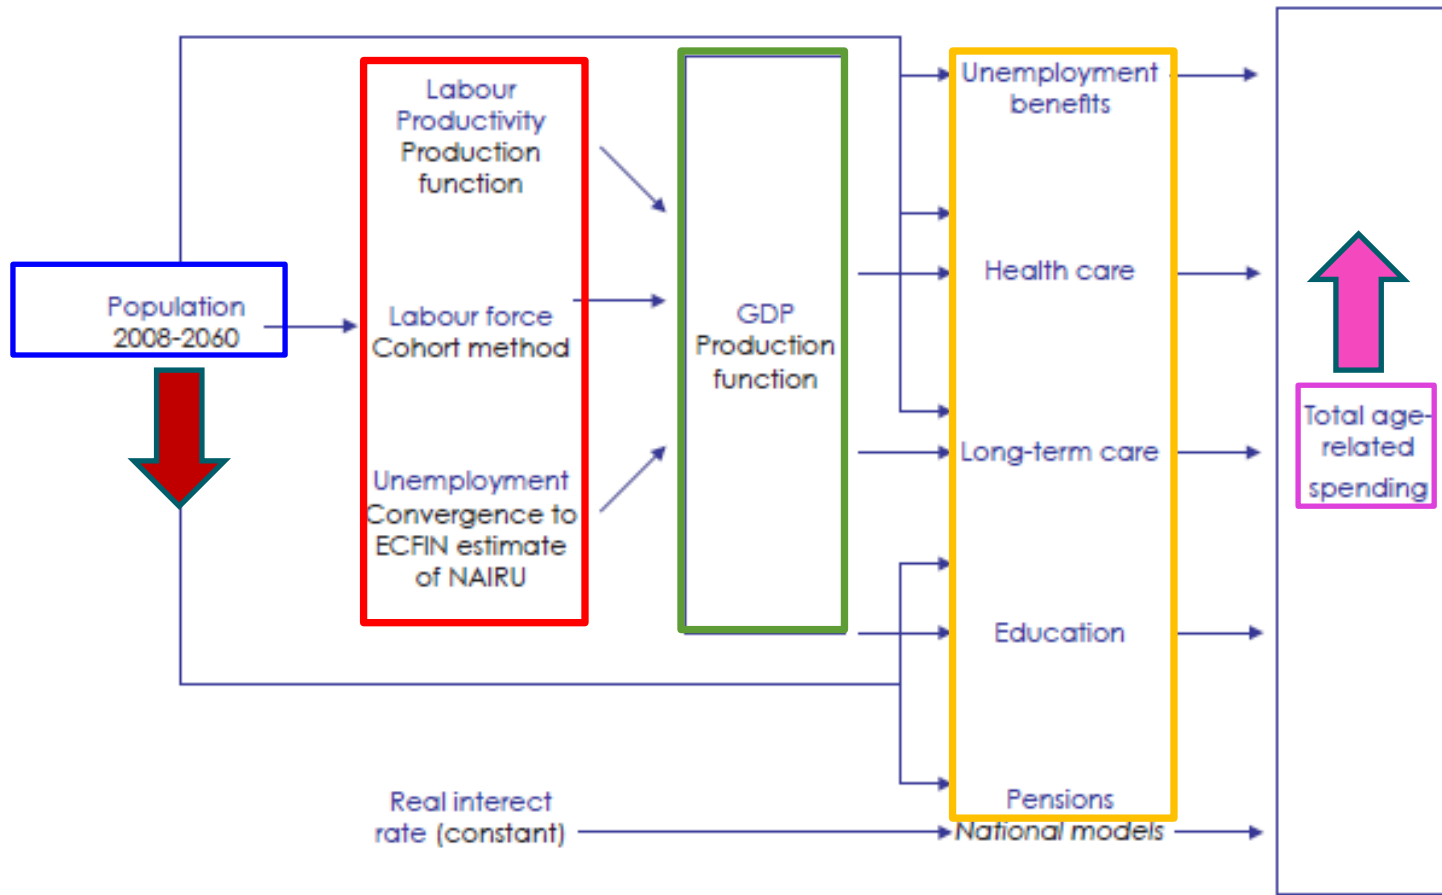 Population
2008-2060
Labour
Productivity
Production
function
Labour force
Cohort method
Unemployment
Convergence to
ECFIN estimate
of NAIRU
Real interect
rate (constant)
GDP
Production
function
Unemployment
benefits
Health care
Long-term care
Education
Pensions
National models
Total age-
related
spending